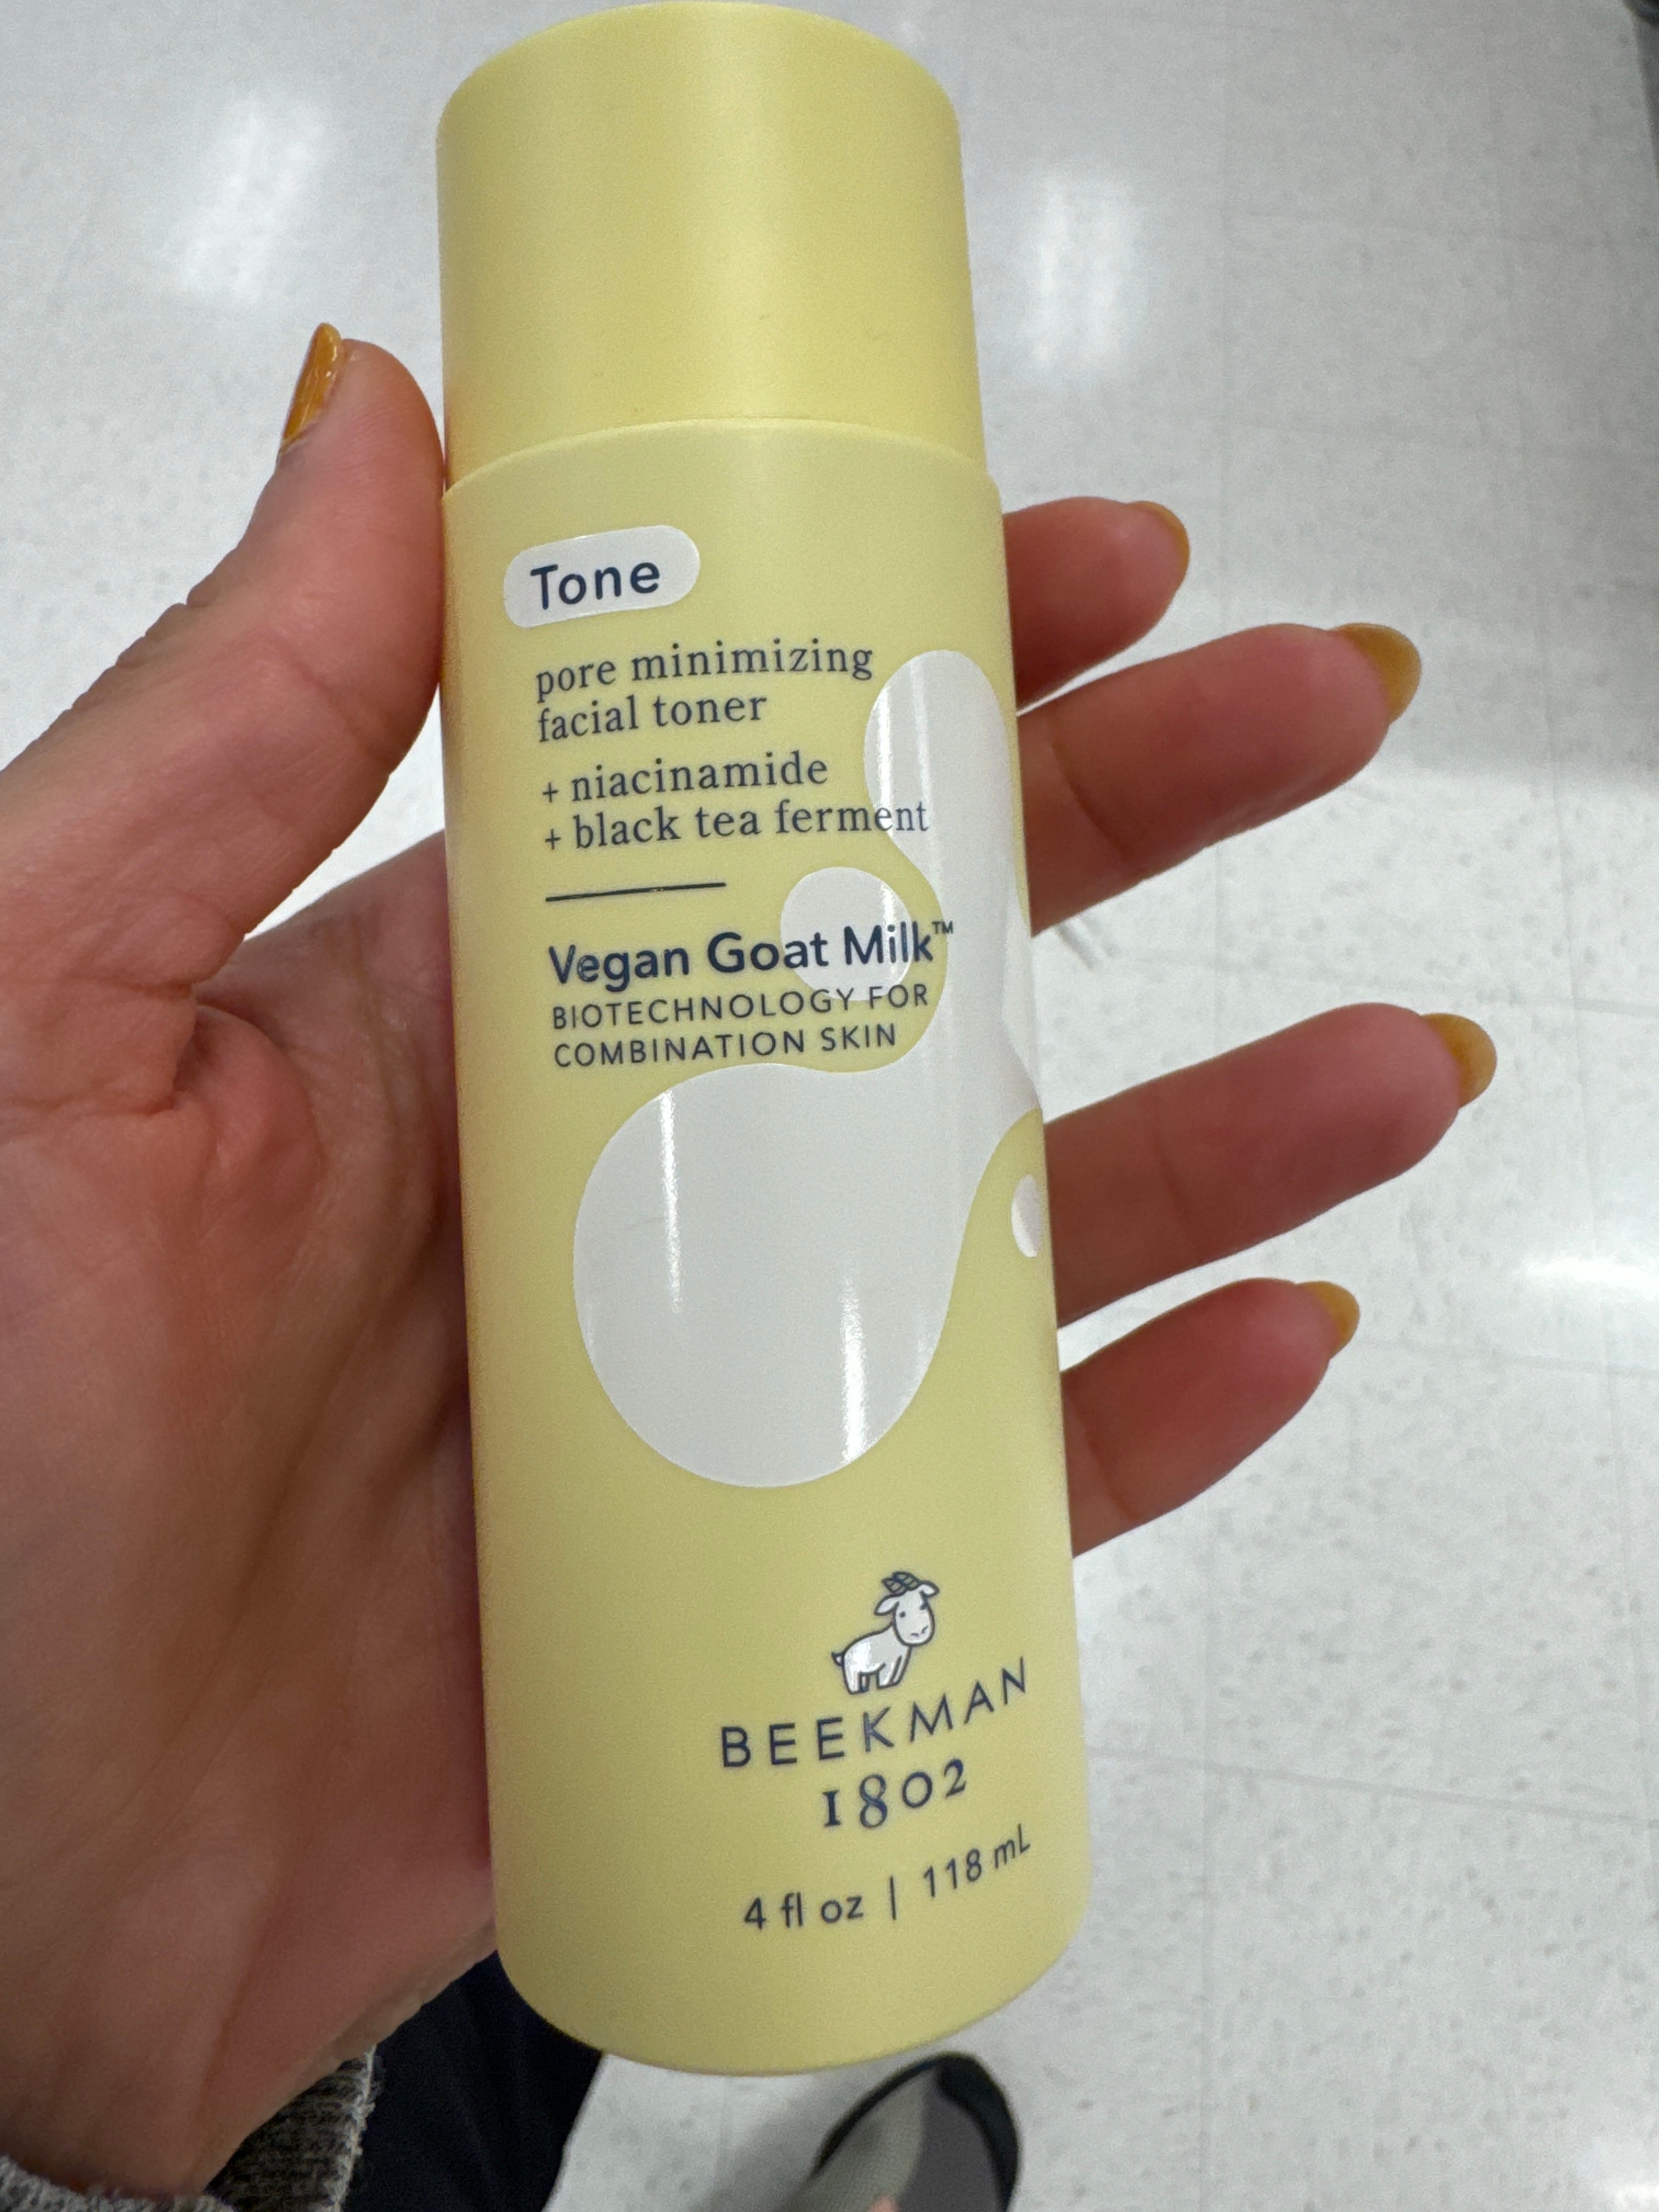 Tone
pore minimizing
facial toner
+ niacinamide
+ black tea ferment
Vegan Goat Milk™
BIOTECHNOLOGY FOR
COMBINATION SKIN
BEEKMAN
1802
4 fl oz | 118 mL